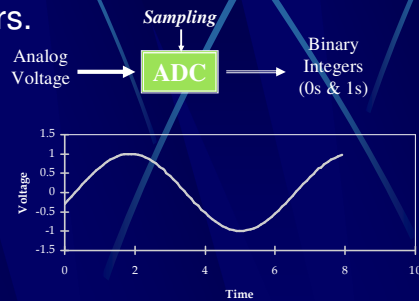 rs.
Sampling
Analog
Voltage
ADC
Binary
Integers
(0s & 1s)
1.5
1
0.5
0
-0.5
-1
-1.5
Voltage
0 2 4 6 8 10
Time